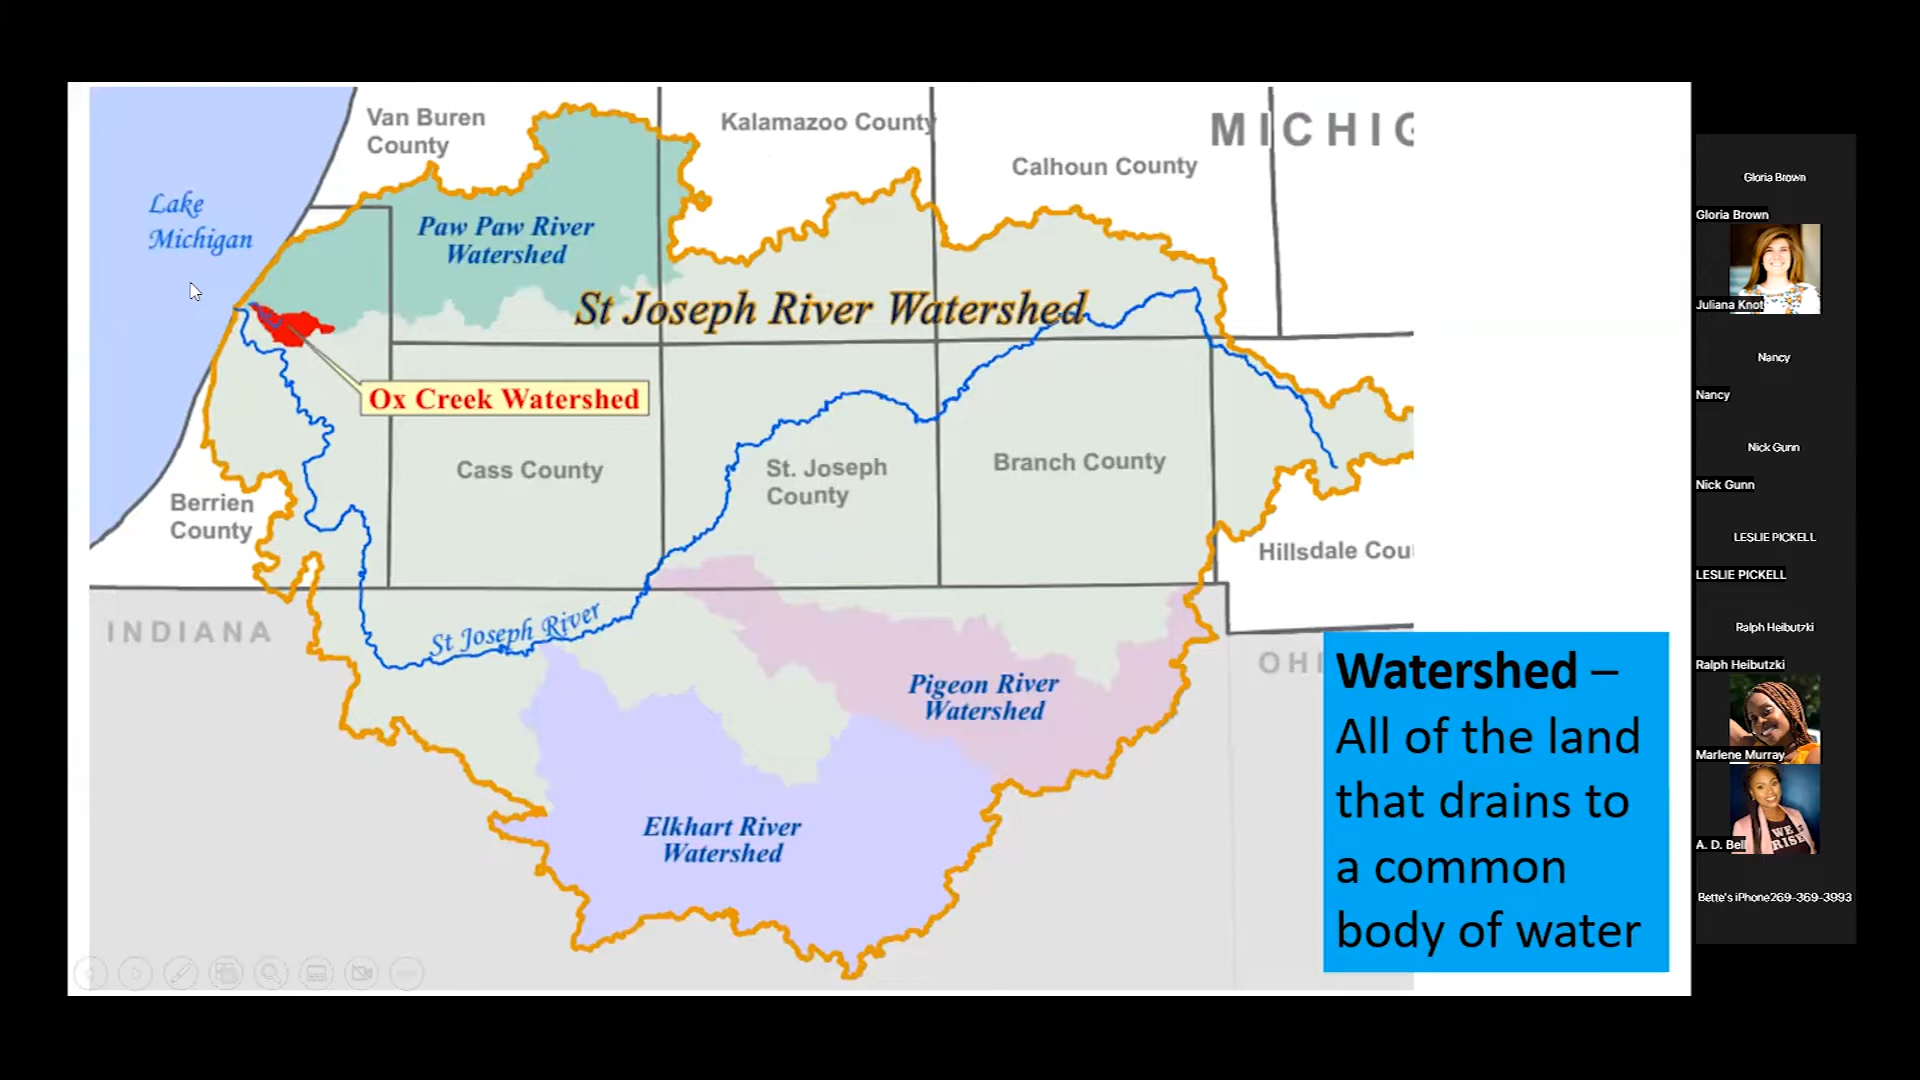 Van Buren
County
Kalamazoo County
MICHIG
Calhoun County
Lake
Michigan
Paw Paw River
Watershed
St Joseph River Watershed
Ox Creek Watershed
Cass County
St. Joseph
County
Branch County
Berrien
County
Hillsdale Cou
INDIANA
St Joseph River
OHI
Pigeon River
Watershed
Elkhart River
Watershed
Watershed –
All of the land
that drains to
a common
body of water
Gloria Brown
Gloria Brown
Juliana Knot
Nancy
Nancy
Nick Gunn
Nick Gunn
LESLIE PICKELL
LESLIE PICKELL
Ralph Heibutzki
Ralph Heibutzki
Marlene Murray
WE
RISE
A. D. Bell
Bette's iPhone269-369-3993